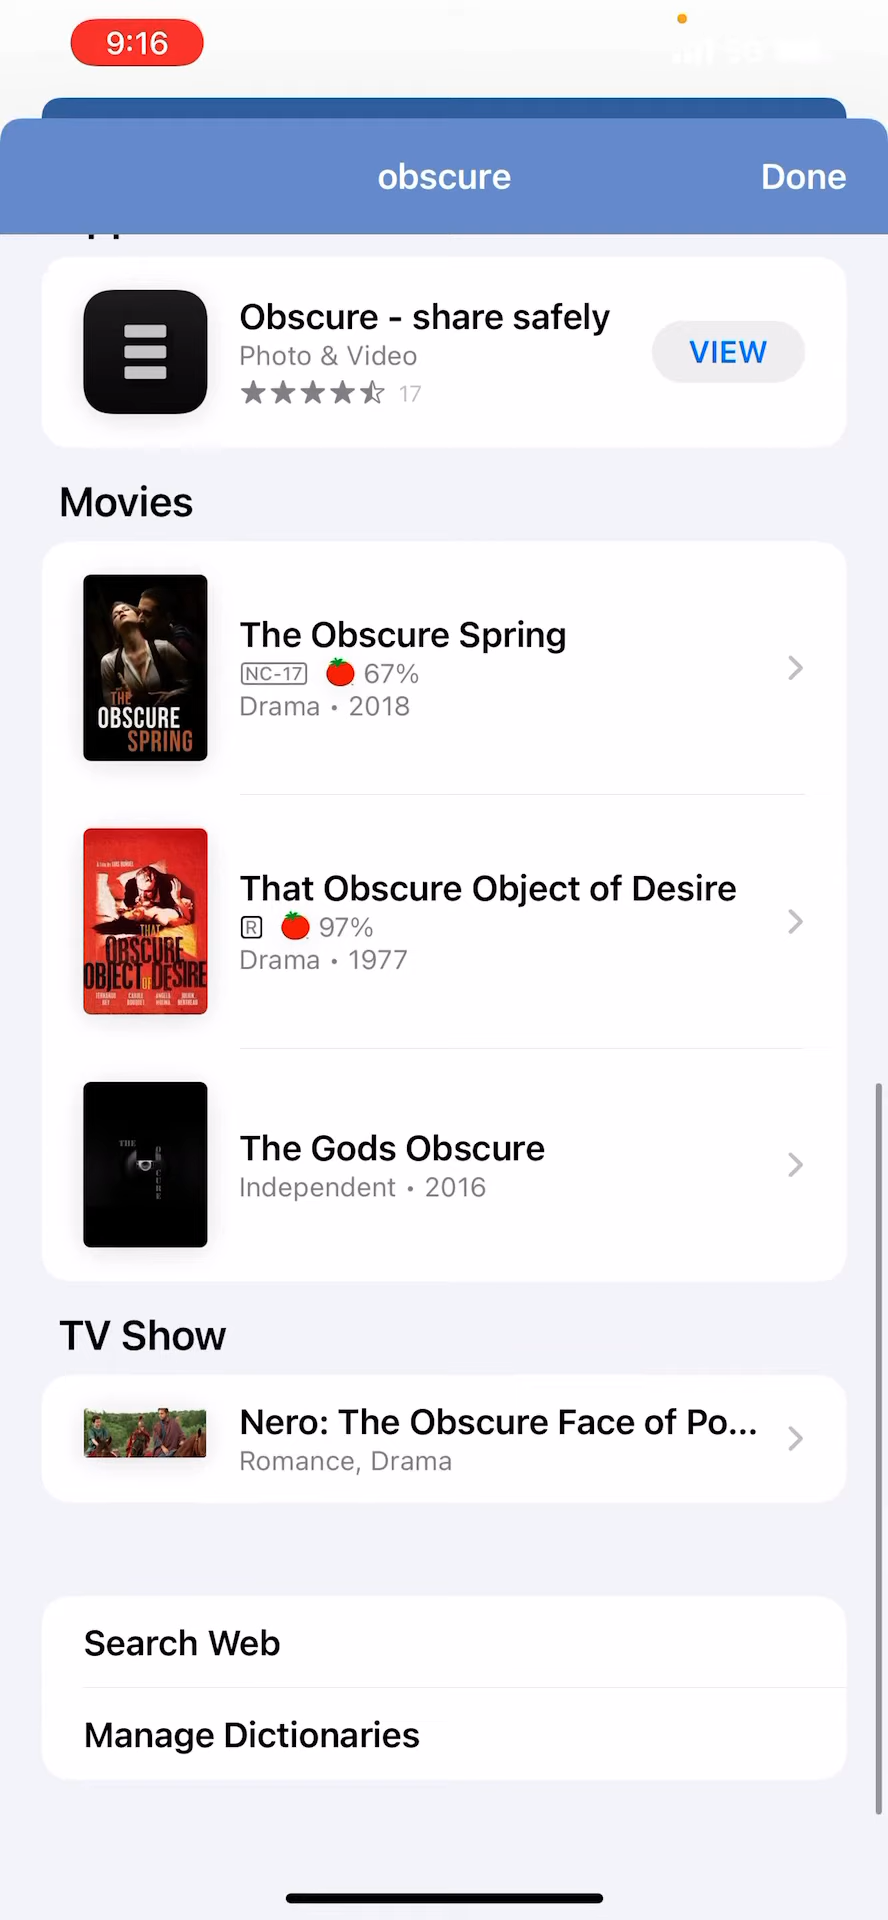 9:16
obscure
Done
Obscure - share safely
Photo & Video
17
VIEW
Movies
THE
OBSCURE
SPRING
The Obscure Spring
NC-17 67%
Drama • 2018
THAT
OBSCURE
OBJECT OF DESIRE
That Obscure Object of Desire
R 97%
Drama • 1977
THE
The Gods Obscure
Independent • 2016
TV Show
Nero: The Obscure Face of Po...
Romance, Drama
Search Web
Manage Dictionaries